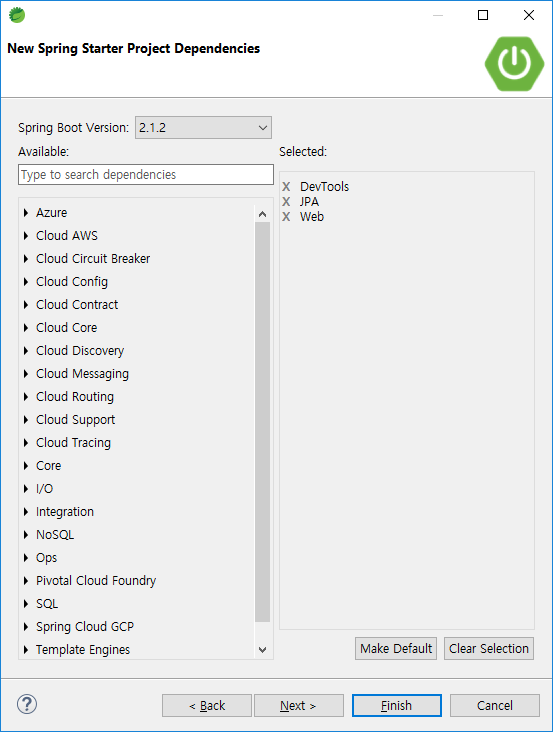 New Spring Starter Project Dependencies
Spring Boot Version: 2.1.2
Available:
Type to search dependencies
Azure
Cloud AWS
Cloud Circuit Breaker
Cloud Config
Cloud Contract
Cloud Core
Cloud Discovery
Cloud Messaging
Cloud Routing
Cloud Support
Cloud Tracing
Core
I/O
Integration
NoSQL
Ops
Pivotal Cloud Foundry
SQL
Spring Cloud GCP
Template Engines
Selected:
X DevTools
X JPA
X Web
Make Default
Clear Selection
?
< Back
Next >
Finish
Cancel